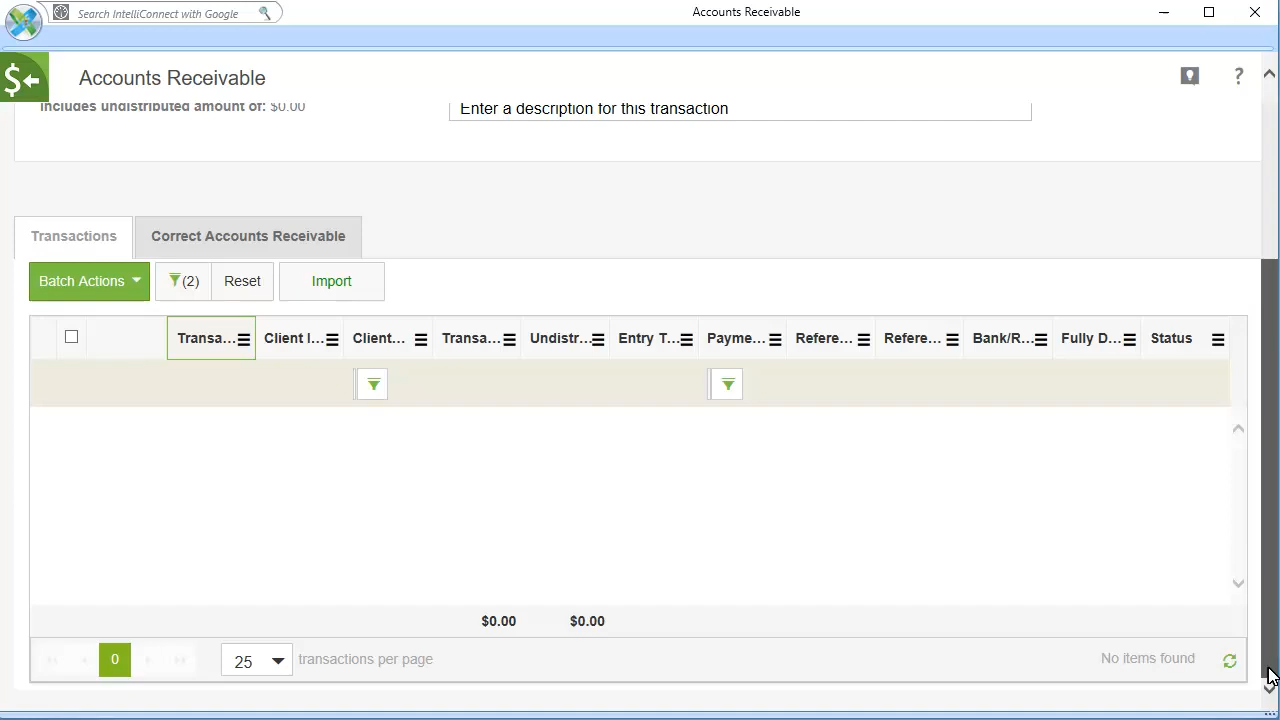 Search IntelliConnect with Google
Accounts Receivable
Accounts Receivable
?
Includes undistributed amount of: $0.00
Enter a description for this transaction
Transactions
Correct Accounts Receivable
Batch Actions
(2)
Reset
Import
Transa...
Client I...
Client...
Transa...
Undistr...
Entry T...
Payme...
Refere...
Refere...
Bank/R...
Fully D...
Status
$0.00
$0.00
0
25
transactions per page
No items found